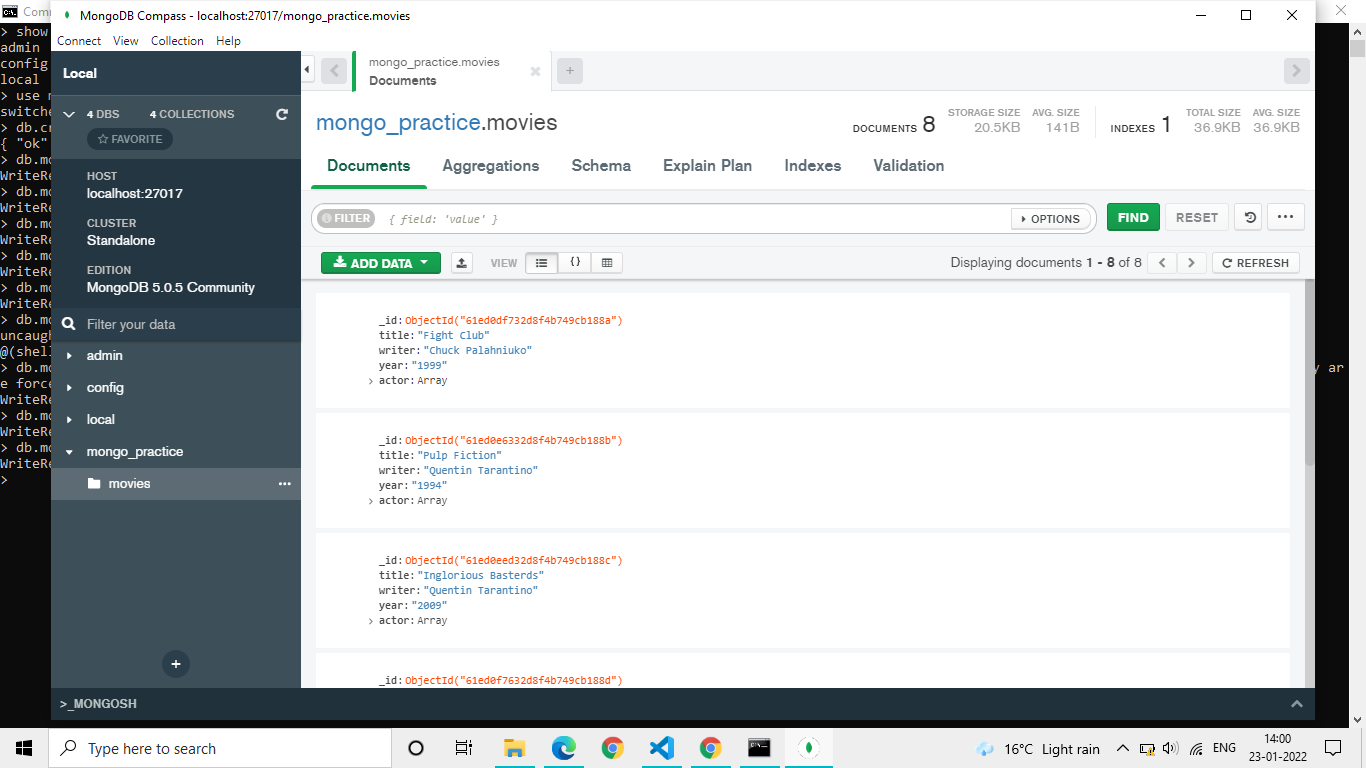 Comm
MongoDB Compass - localhost:27017/mongo_practice.movies
Connect View Collection Help
> show
admin
config
local
> use m
switche
> db.cr
{ "ok"
> db.mo
WriteRe
> db.mo
WriteRe
> db.mo
WriteRe
> db.mo
WriteRe
> db.mo
WriteRe
> db.mo
uncaugh
@(shell
> db.mo
y ar
e force
WriteRe
> db.mo
WriteRe
> db.mo
WriteRe
>
Local
4 DBS 4 COLLECTIONS
FAVORITE
HOST
localhost:27017
CLUSTER
Standalone
EDITION
MongoDB 5.0.5 Community
Filter your data
admin
config
local
mongo_practice
movies
mongo_practice.movies
Documents
mongo_practice.movies
DOCUMENTS 8
STORAGE SIZE
20.5KB
AVG. SIZE
141B
INDEXES 1
TOTAL SIZE
36.9KB
AVG. SIZE
36.9KB
Documents Aggregations Schema Explain Plan Indexes Validation
FILTER { field: 'value' } OPTIONS FIND RESET
ADD DATA VIEW {} Displaying documents 1 - 8 of 8 REFRESH
_id: ObjectId("61ed0df732d8f4b749cb188a")
title: "Fight Club"
writer: "Chuck Palahniuko"
year: "1999"
> actor: Array
_id: ObjectId("61ed0e6332d8f4b749cb188b")
title: "Pulp Fiction"
writer: "Quentin Tarantino"
year: "1994"
> actor: Array
_id: ObjectId("61ed0eed32d8f4b749cb188c")
title: "Inglorious Basterds"
writer: "Quentin Tarantino"
year: "2009"
> actor: Array
_id: ObjectId("61ed0f7632d8f4b749cb188d")
>_MONGOSH
Type here to search
16°C Light rain
ENG
14:00
23-01-2022